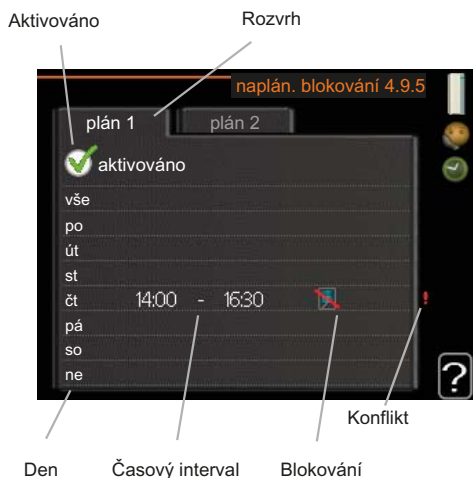 Aktivováno
Rozvrh
naplán. blokování 4.9.5
plán 1
plán 2
aktivováno
vše
po
út
st
čt 14:00 - 16:30 !
pá
so
ne
?
Konflikt
Den
Časový interval
Blokování